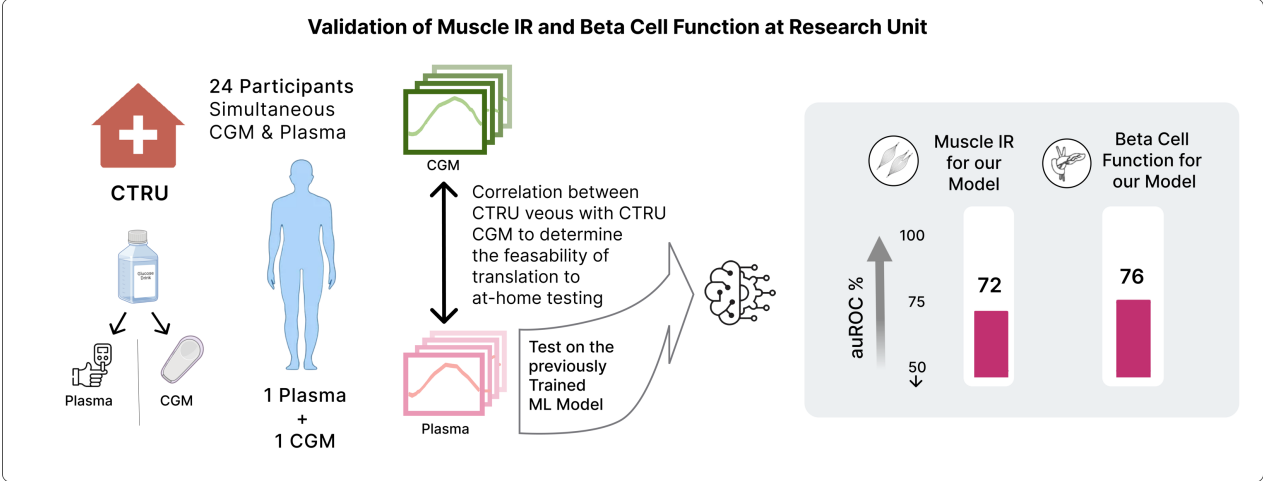 Validation of Muscle IR and Beta Cell Function at Research Unit
CTRU
24 Participants
Simultaneous
CGM & Plasma
Glucose
Drink
Plasma
CGM
1 Plasma
+
1 CGM
CGM
Correlation between
CTRU veous with CTRU
CGM to determine
the feasability of
translation to
at-home testing
Plasma
Test on the
previously
Trained
ML Model
Muscle IR
for our
Model
Beta Cell
Function for
our Model
auROC %
100
75
50
72
76